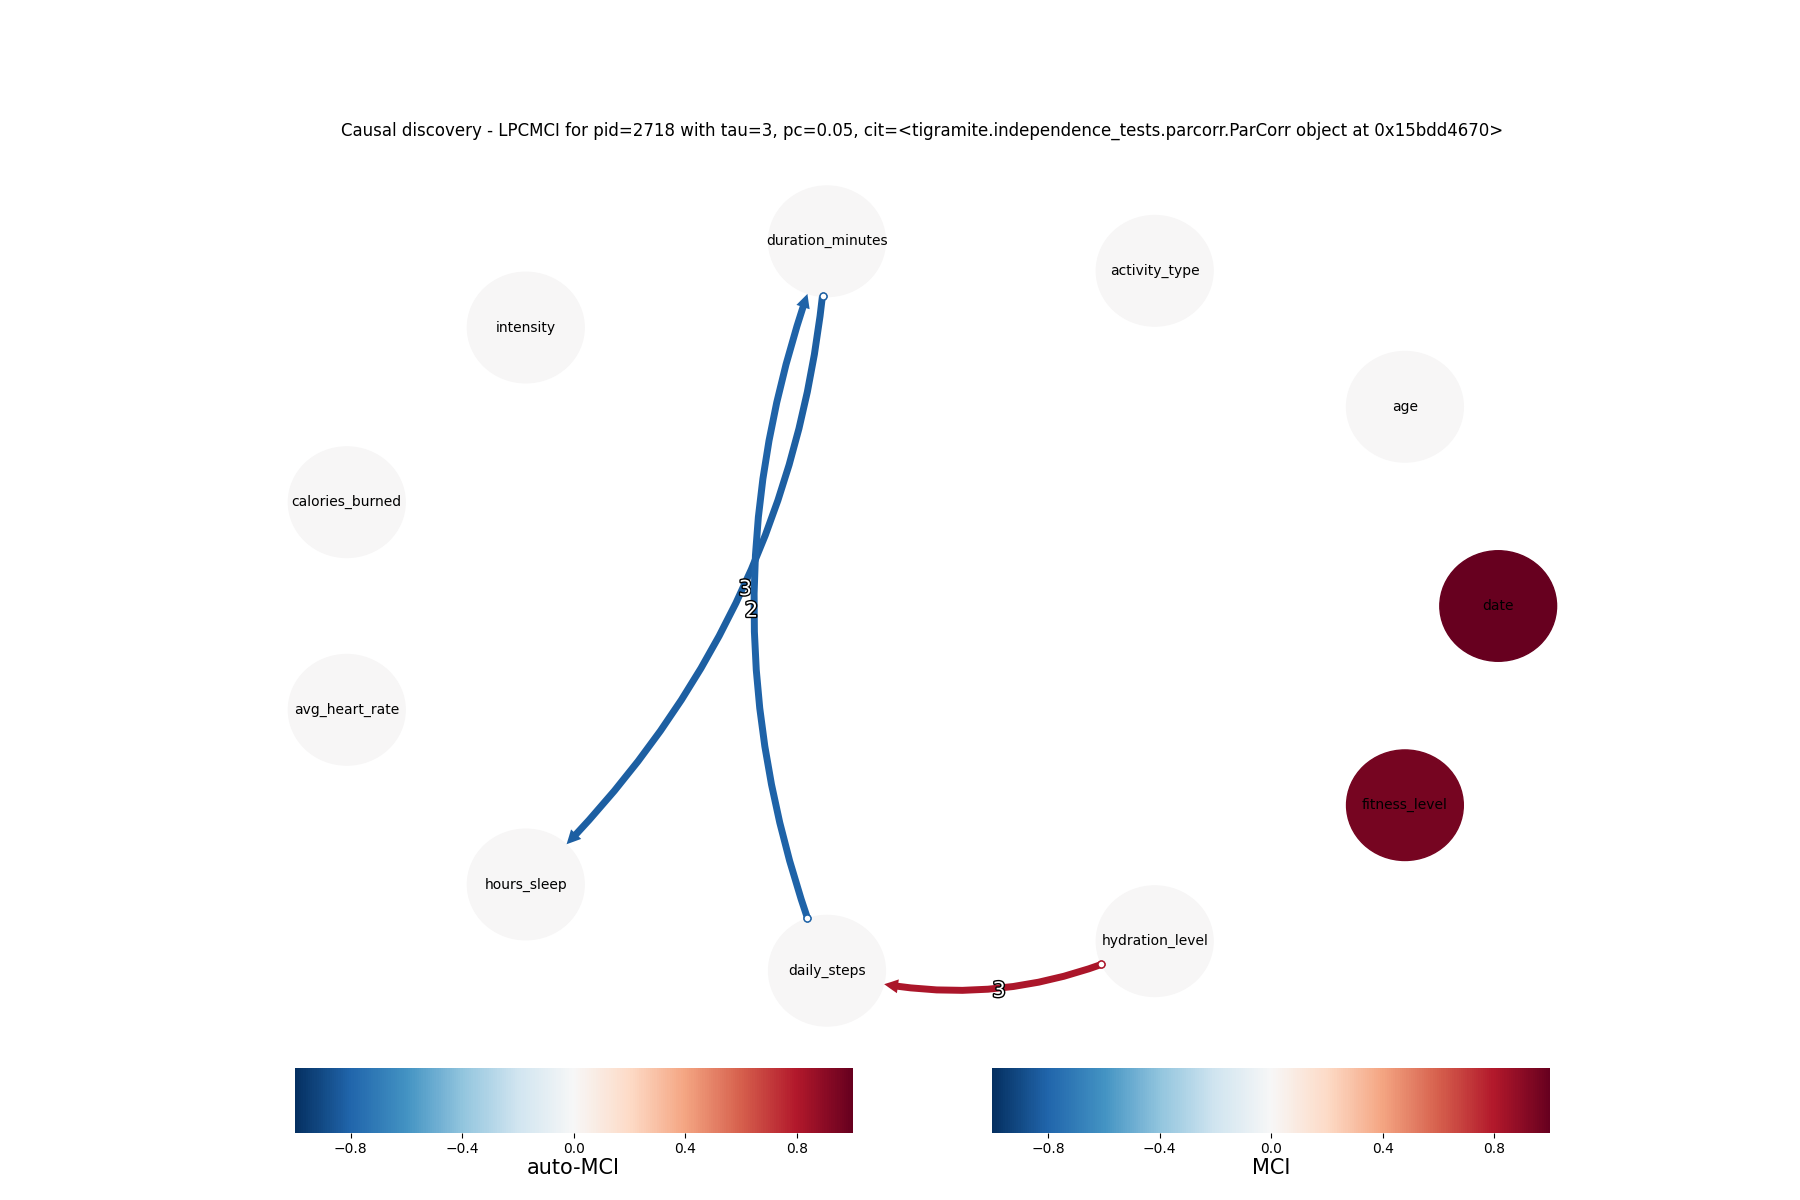 Causal discovery - LPCMCI for pid=2718 with tau=3, pc=0.05, cit=<tigramite.independence_tests.parcorr.ParCorr object at 0x15bdd4670>
duration_minutes
activity_type
intensity
age
calories_burned
3
2
date
avg_heart_rate
fitness_level
hours_sleep
hydration_level
daily_steps
3
−0.8 −0.4 0.0 0.4 0.8
auto-MCI
−0.8 −0.4 0.0 0.4 0.8
MCI